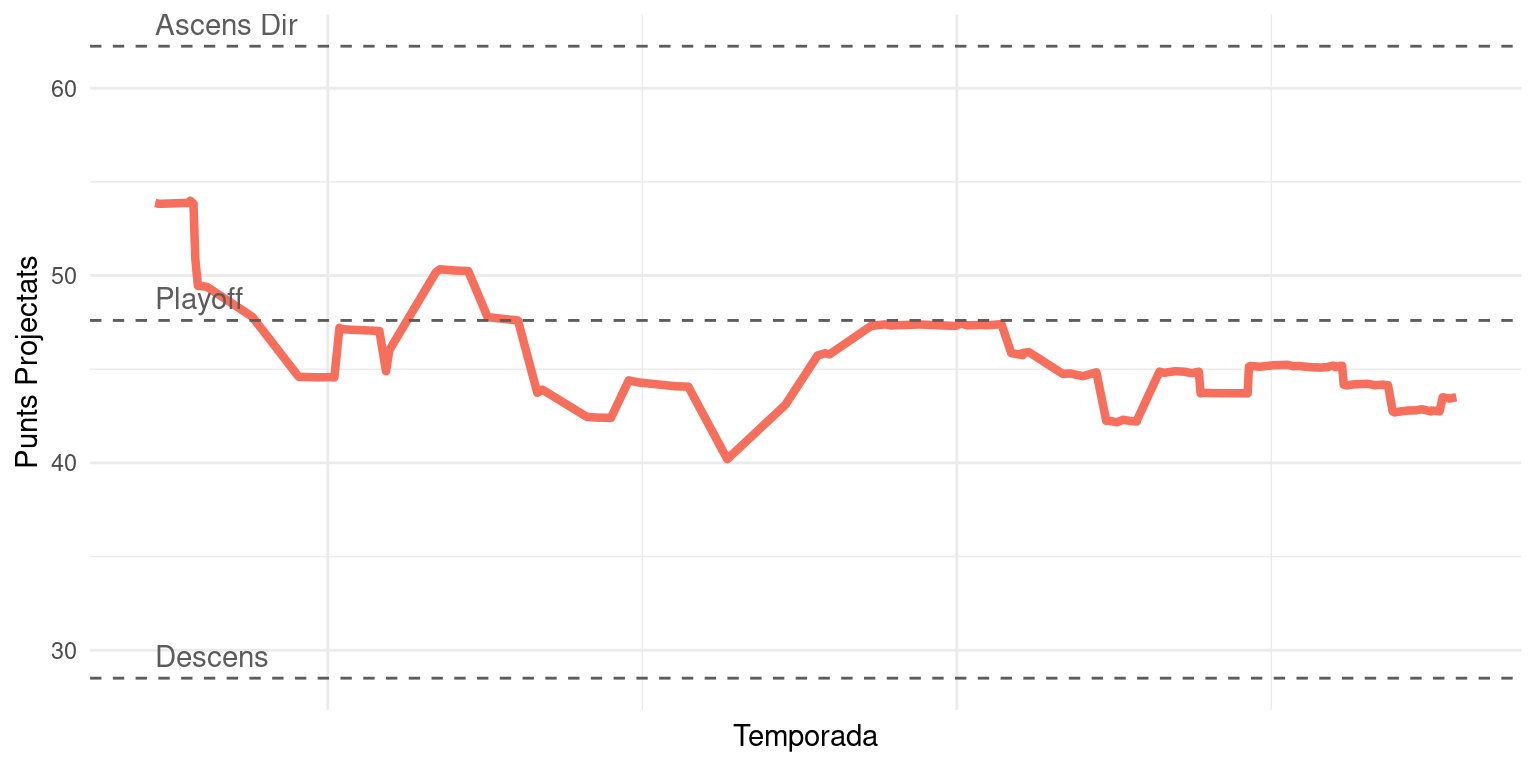 Ascens Dir
60
50
Playoff
Punts Projectats
40
Descens
30
Temporada